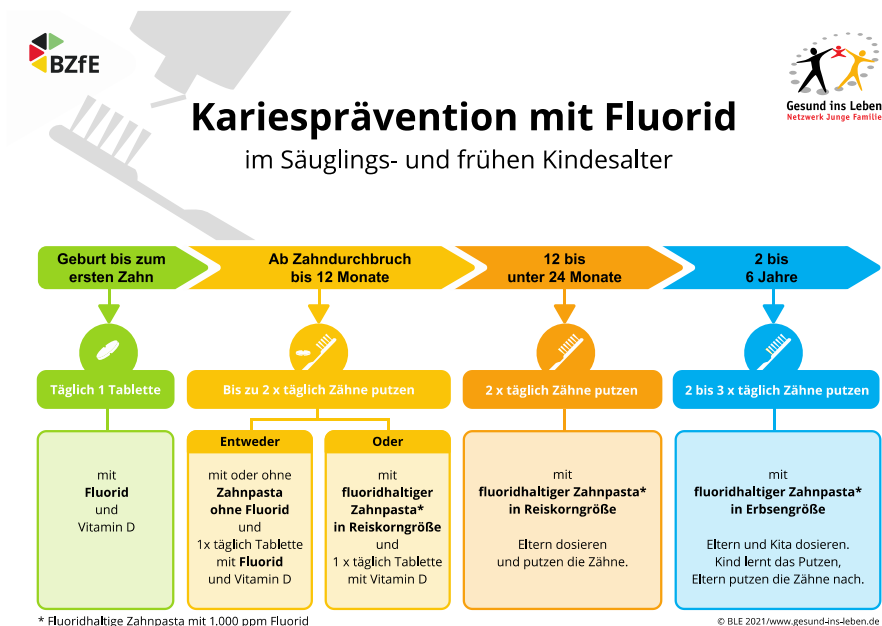 BZfE
Gesund ins Leben
Netzwerk Junge Familie
Kariesprävention mit Fluorid
im Säuglings- und frühen Kindesalter
Geburt bis zum
ersten Zahn
Täglich 1 Tablette
mit
Fluorid
und
Vitamin D
Ab Zahndurchbruch
bis 12 Monate
Bis zu 2 x täglich Zähne putzen
Entweder
mit oder ohne
Zahnpasta
ohne Fluorid
und
1x täglich Tablette
mit Fluorid
und Vitamin D
Oder
mit
fluoridhaltiger
Zahnpasta*
in Reiskorngröße
und
1 x täglich Tablette
mit Vitamin D
12 bis
unter 24 Monate
2 x täglich Zähne putzen
mit
fluoridhaltiger Zahnpasta*
in Reiskorngröße
Eltern dosieren
und putzen die Zähne.
2 bis
6 Jahre
2 bis 3 x täglich Zähne putzen
mit
fluoridhaltiger Zahnpasta*
in Erbsengröße
Eltern und Kita dosieren.
Kind lernt das Putzen,
Eltern putzen die Zähne nach.
* Fluoridhaltige Zahnpasta mit 1.000 ppm Fluorid
© BLE 2021/www.gesund-ins-leben.de